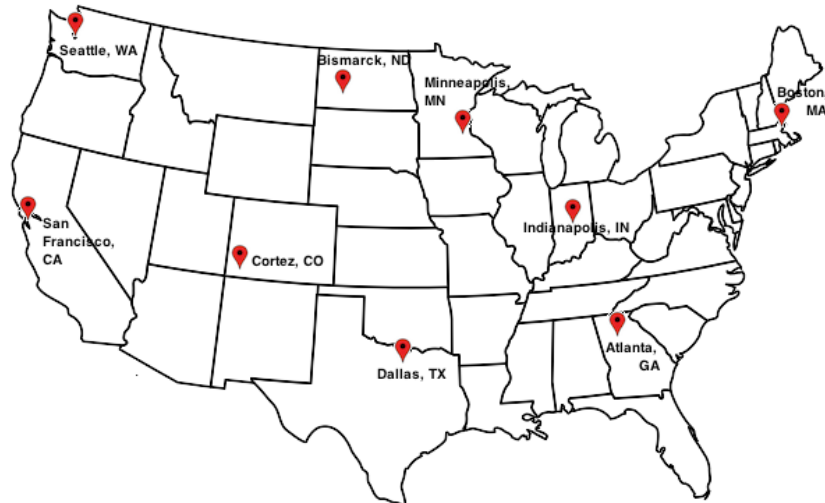 Seattle, WA
Bismarck, ND
Minneapolis,
MN
Boston,
MA
San
Francisco,
CA
Cortez, CO
Indianapolis, IN
Dallas, TX
Atlanta,
GA